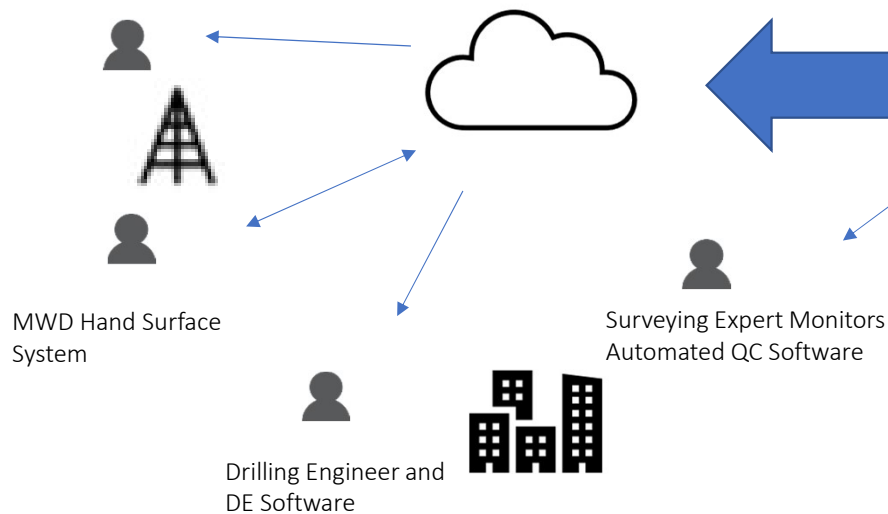 MWD Hand Surface
System
Surveying Expert Monitors
Automated QC Software
Drilling Engineer and
DE Software